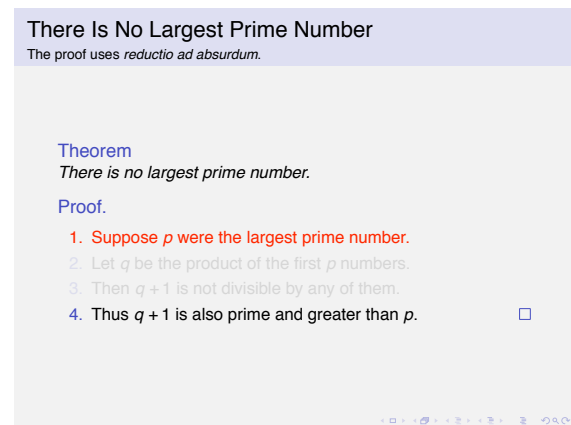 There Is No Largest Prime Number
The proof uses reductio ad absurdum.
Theorem
There is no largest prime number.
Proof.
1. Suppose p were the largest prime number.
2. Let q be the product of the first p numbers.
3. Then q + 1 is not divisible by any of them.
4. Thus q + 1 is also prime and greater than p.